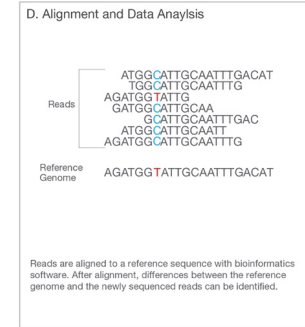 D. Alignment and Data Anaylsis
ATGGCATTGCAATTTGACAT
TGGCATTGCAATTTG
AGATGGTATTG
Reads
GATGGCATTGCAA
GCATTGCAATTTGAC
ATGGCATTGCAATT
AGATGGCATTGCAATTTG
Reference
Genome
AGATGGTATTGCAATTTGACAT
Reads are aligned to a reference sequence with bioinformatics
software. After alignment, differences between the reference
genome and the newly sequenced reads can be identified.